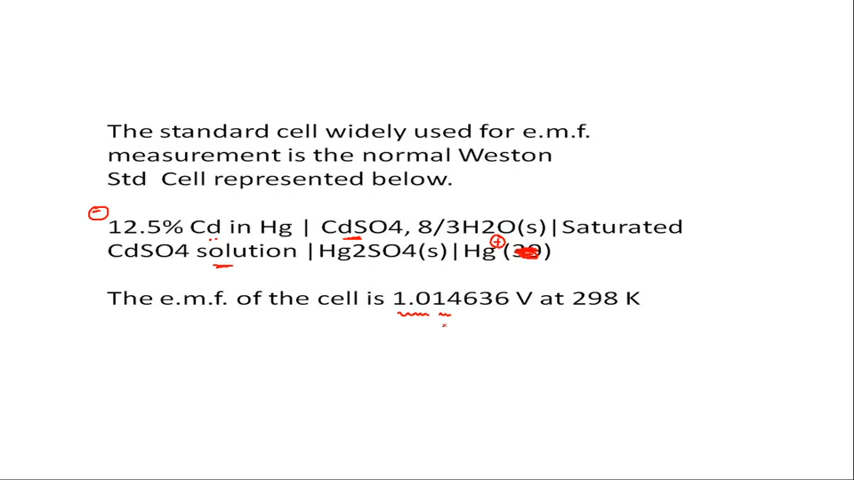 The standard cell widely used for e.m.f.
measurement is the normal Weston
Std Cell represented below.
12.5% Cd in Hg | CdSO4, 8/3H2O(s)|Saturated
CdSO4 solution |Hg2SO4(s)|Hg ( )
The e.m.f. of the cell is 1.014636 V at 298 K